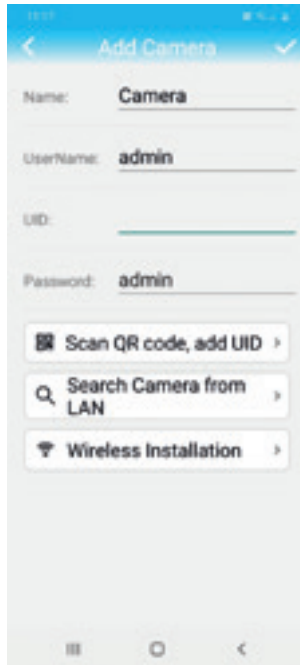 Add Camera
Name: Camera
UserName: admin
UID:
Password: admin
Scan QR code, add UID
Search Camera from
LAN
Wireless Installation